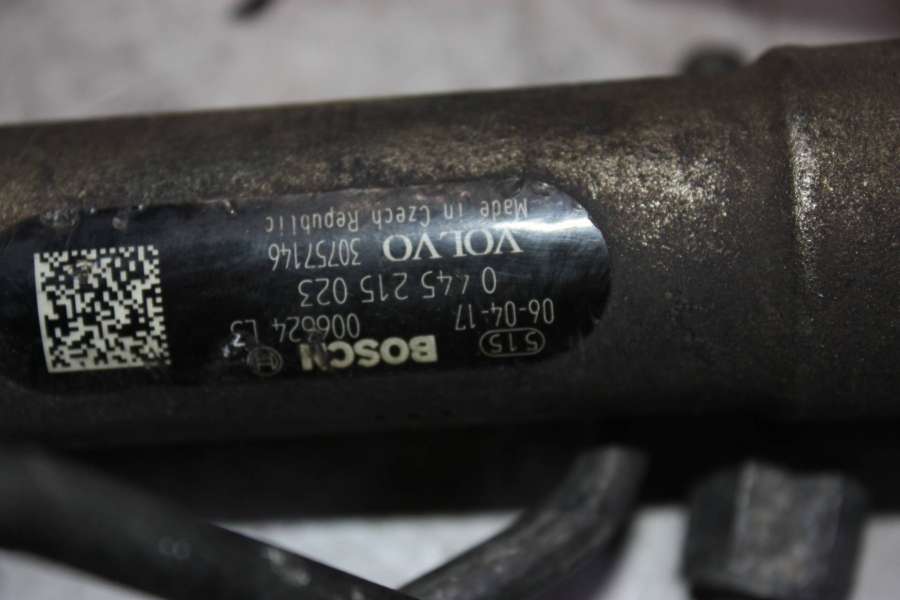 BOSCH 515
006624 L3 06-04-17
0 445 215 023
VOLVO 30757146
Made in Czech Republic